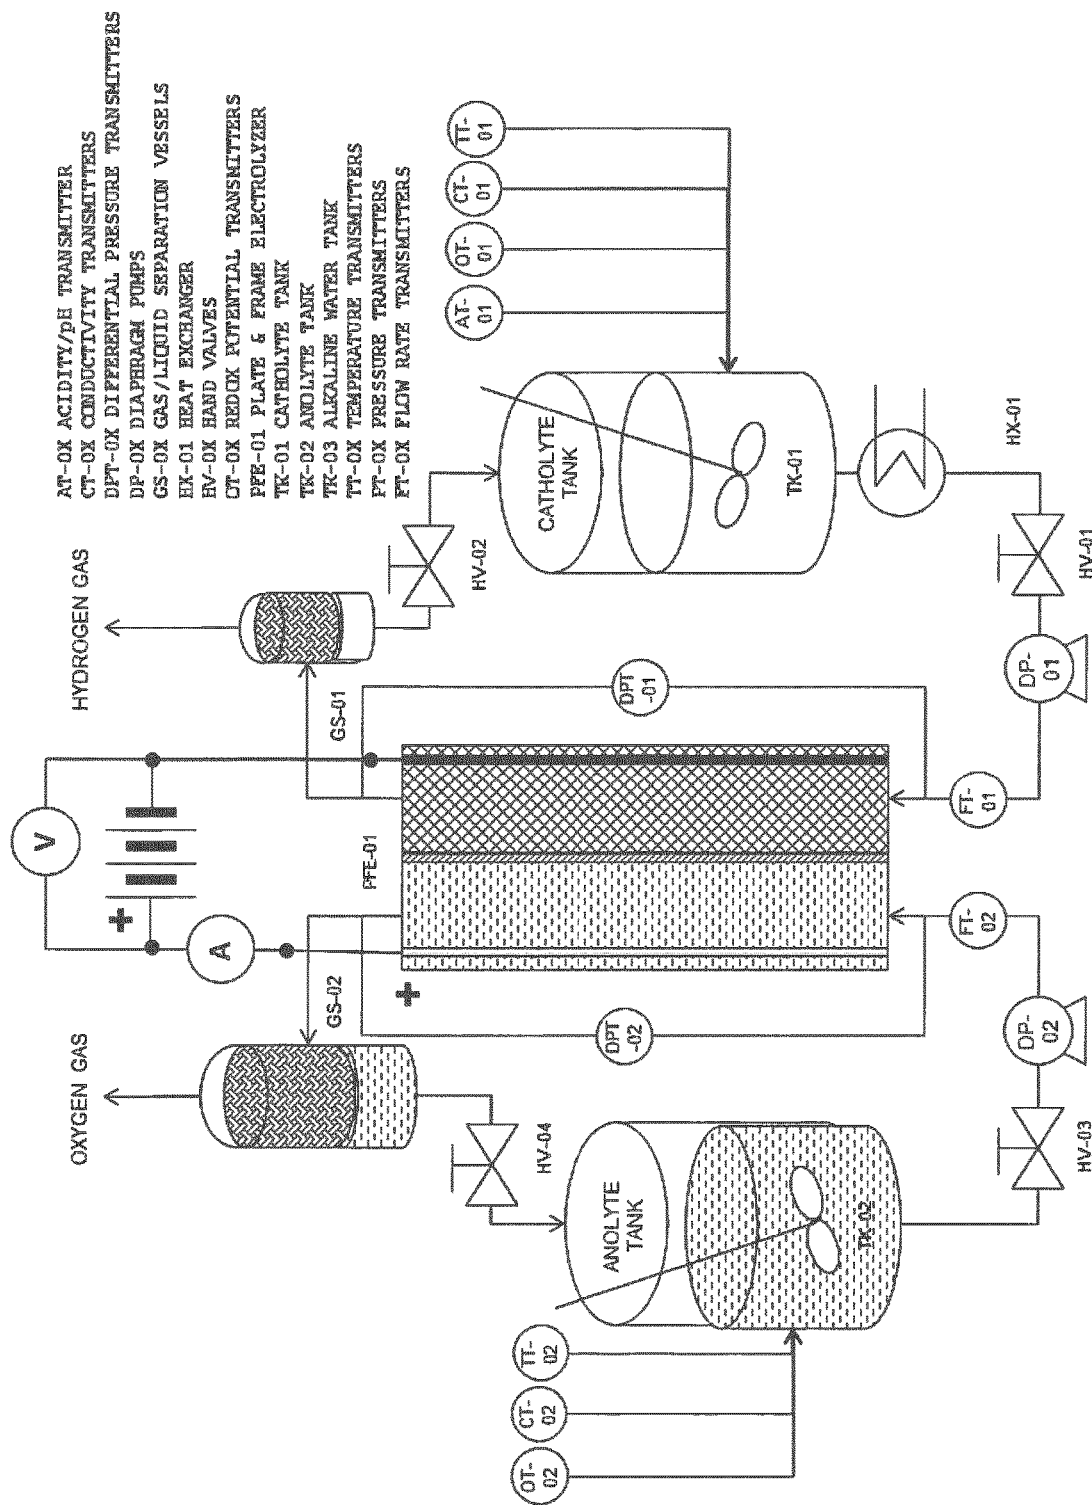 AT-0X ACIDITY/pH TRANSMITTER
CT-0X CONDUCTIVITY TRANSMITTERS
DPT-0X DIFFERENTIAL PRESSURE TRANSMITTERS
DP-0X DIAPHRAGM PUMPS
GS-0X GAS/LIQUID SEPARATION VESSELS
HX-01 HEAT EXCHANGER
HV-0X HAND VALVES
OT-0X REDOX POTENTIAL TRANSMITTERS
PFE-01 PLATE & FRAME ELECTROLYZER
TK-01 CATHOLYTE TANK
TK-02 ANOLYTE TANK
TK-03 ALKALINE WATER TANK
TT-0X TEMPERATURE TRANSMITTERS
PT-0X PRESSURE TRANSMITTERS
FT-0X FLOW RATE TRANSMITTERS
OXYGEN GAS
HYDROGEN GAS
V
+
A
GS-02
PFE-01
GS-01
+
HV-04
HV-02
OT-
02
CT-
02
TT-
02
ANOLYTE
TANK
TK-02
CATHOLYTE
TANK
TK-01
AT-
01
OT-
01
CT-
01
TT-
01
DPT
-02
DPT
-01
FT-
02
FT-
01
HX-01
HV-03
DP-
02
DP-
01
HV-01